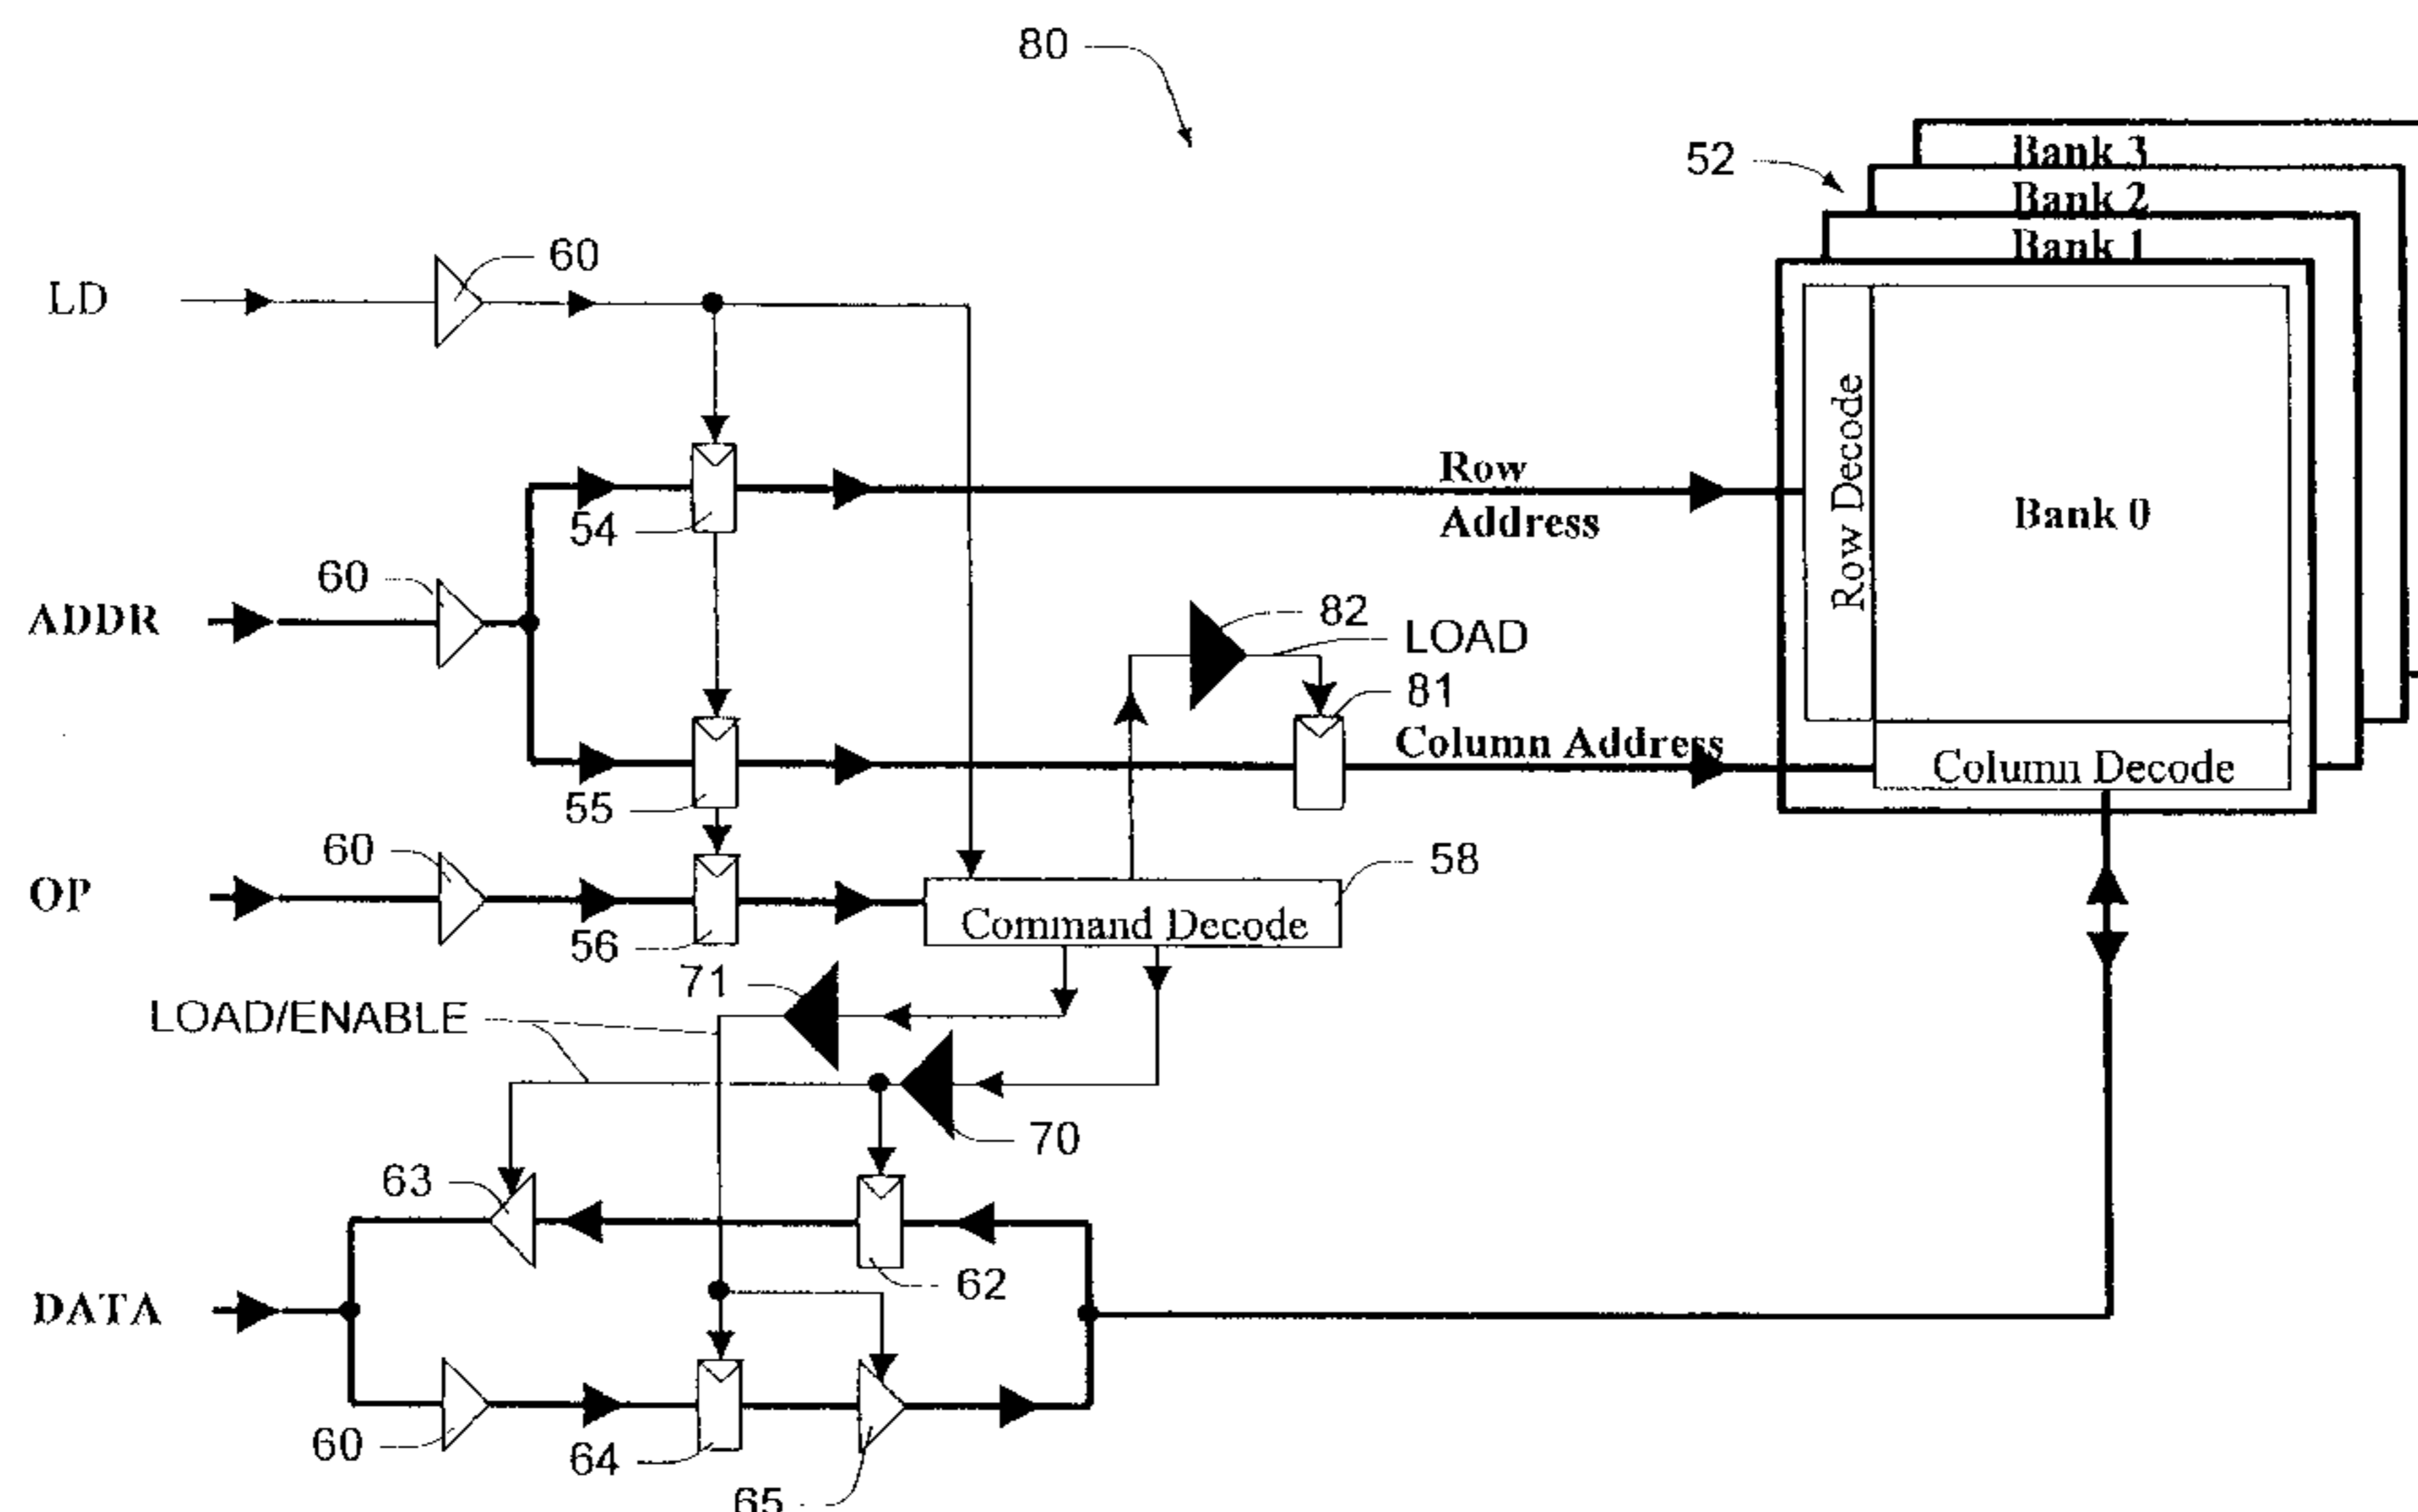 80
52
Bank 3
Bank 2
Bank 1
LD
60
Row Decode
Bank 0
Row
Address
54
60
ADDR
82
LOAD
81
Column Address
Column Decode
55
60
OP
56
58
Command Decode
71
LOAD/ENABLE
70
63
62
DATA
60
64
65